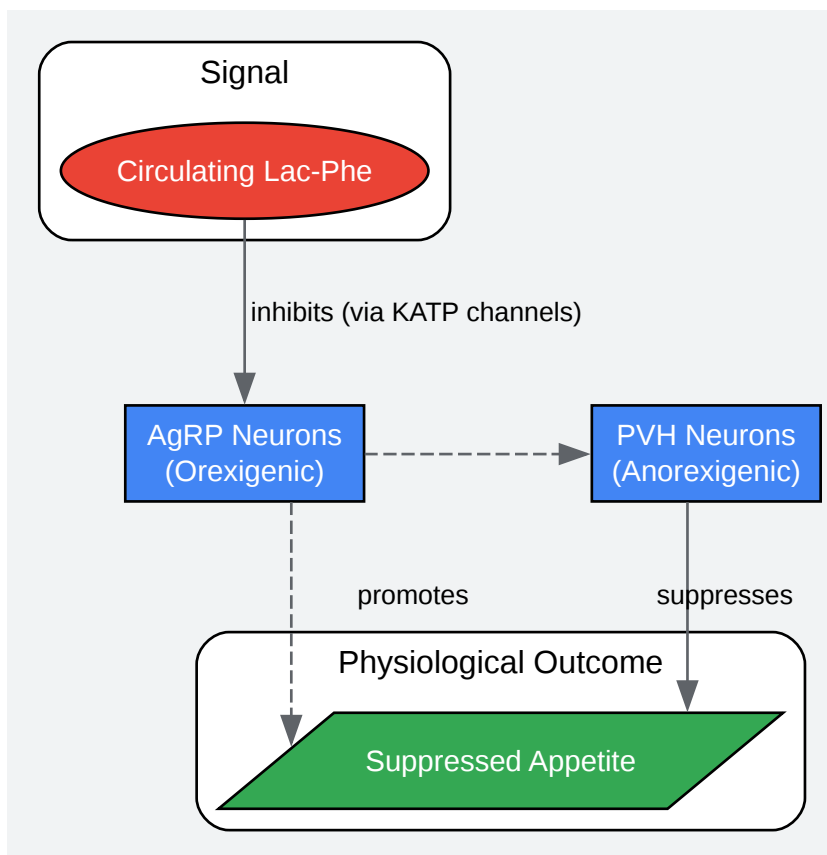 Signal
Circulating Lac-Phe
inhibits (via KATP channels)
AgRP Neurons
(Orexigenic)
PVH Neurons
(Anorexigenic)
promotes
suppresses
Physiological Outcome
Suppressed Appetite